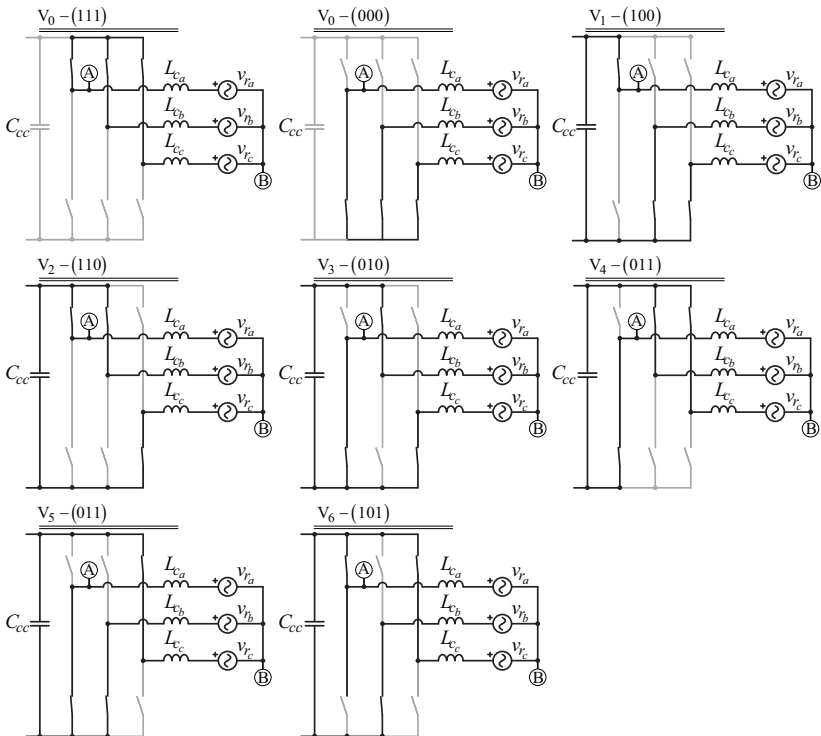 V0 – (111)
A
Lca
vra
Lcb
vrb
Ccc
Lcc
vrc
B
V0 – (000)
A
Lca
vra
Lcb
vrb
Lcc
vrc
B
V1 – (100)
A
Lca
vra
Lcb
vrb
Ccc
Lcc
vrc
B
V2 – (110)
A
Lca
vra
Lcb
vrb
Ccc
Lcc
vrc
B
V3 – (010)
A
Lca
vra
Lcb
vrb
Ccc
Lcc
vrc
B
V4 – (011)
A
Lca
vra
Lcb
vrb
Ccc
Lcc
vrc
B
V5 – (011)
A
Lca
vra
Lcb
vrb
Ccc
Lcc
vrc
B
V6 – (101)
A
Lca
vra
Lcb
vrb
Ccc
Lcc
vrc
B